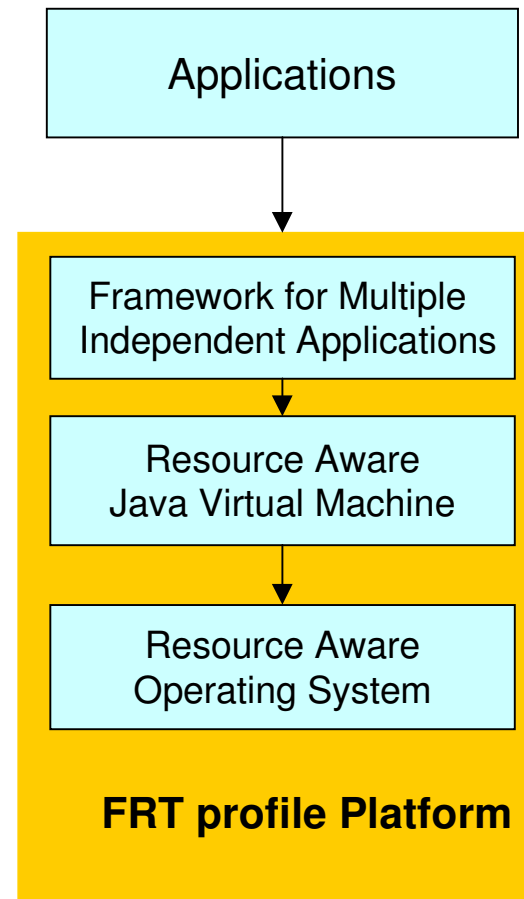 Applications
Framework for Multiple
Independent Applications
Resource Aware
Java Virtual Machine
Resource Aware
Operating System
FRT profile Platform